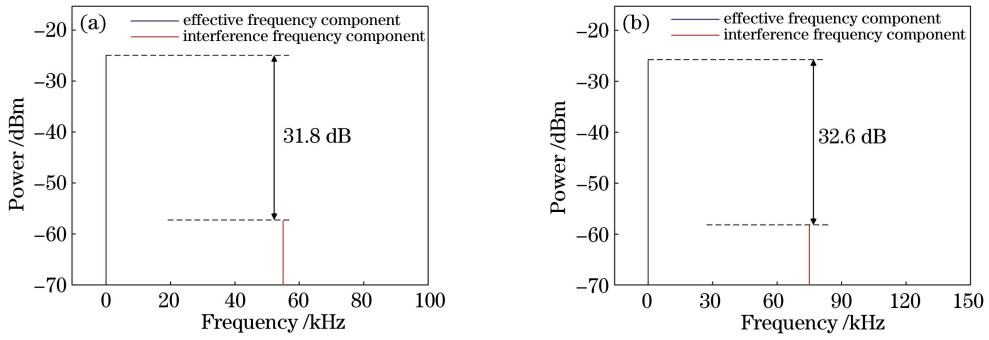 (a)
effective frequency component
interference frequency component
−20
−30
−40
−50
−60
−70
Power /dBm
31.8 dB
0 20 40 60 80 100
Frequency /kHz
(b)
effective frequency component
interference frequency component
−20
−30
−40
−50
−60
−70
Power /dBm
32.6 dB
0 30 60 90 120 150
Frequency /kHz